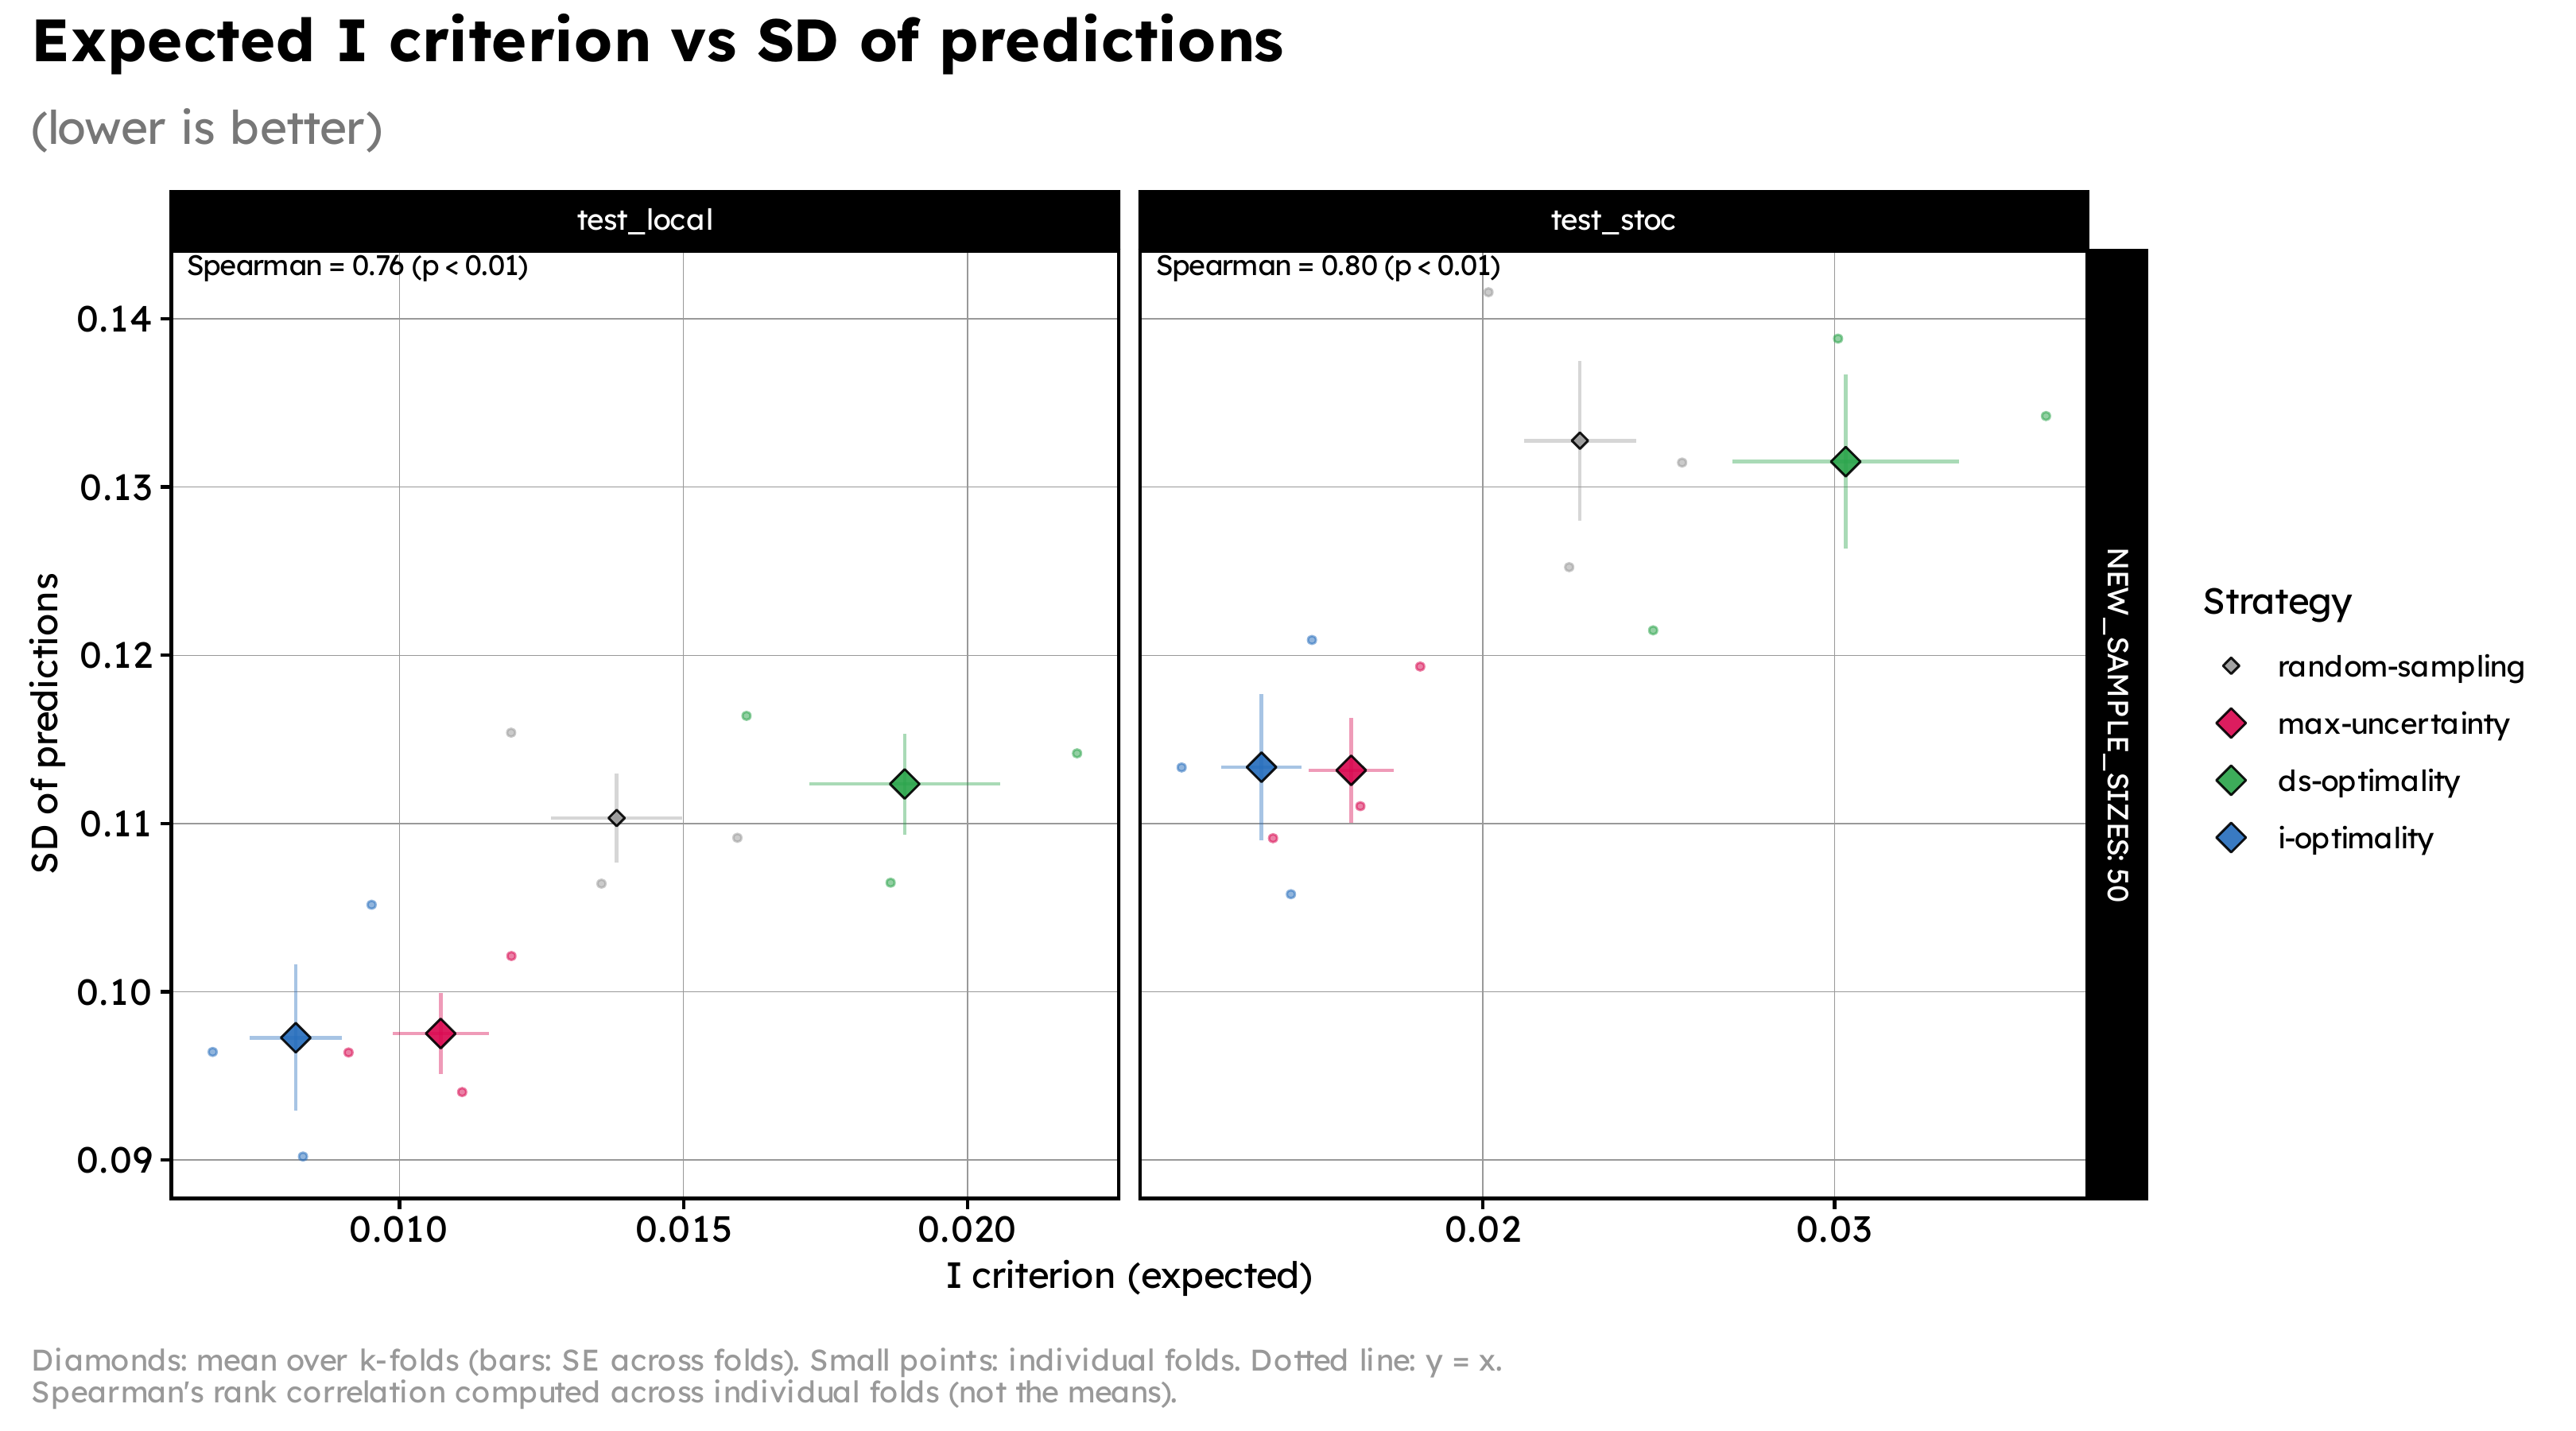 Expected I criterion vs SD of predictions
(lower is better)
test_local
test_stoc
Spearman = 0.76 (p < 0.01)
Spearman = 0.80 (p < 0.01)
0.14
0.13
0.12
0.11
0.10
0.09
SD of predictions
0.010
0.015
0.020
0.02
0.03
I criterion (expected)
NEW_SAMPLE_SIZES: 50
Strategy
random-sampling
max-uncertainty
ds-optimality
i-optimality
Diamonds: mean over k-folds (bars: SE across folds). Small points: individual folds. Dotted line: y = x.
Spearman's rank correlation computed across individual folds (not the means).